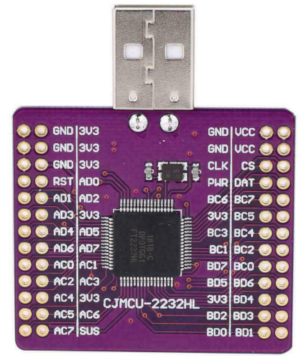 GND 3V3 GND VCC
GND 3V3 GND VCC
GND 3V3 CLK CS
RST AD0 PWR DAT
AD1 AD2 BC6 BC7
AD3 3V3 3V3 BC5
AD4 AD5 BC3 BC4
AD6 AD7 BC1 BC2
AC0 AC1 BD7 BC0
AC2 AC3 BD5 BD6
AC4 3V3 3V3 BD4
AC5 AC6 BD2 BD3
AC7 SUS BD0 BD1
CJMCU-2232HL